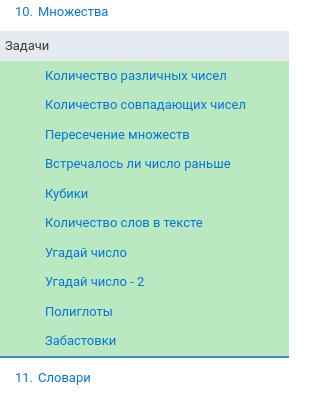 10. Множества
Задачи
Количество различных чисел
Количество совпадающих чисел
Пересечение множеств
Встречалось ли число раньше
Кубики
Количество слов в тексте
Угадай число
Угадай число - 2
Полиглоты
Забастовки
11. Словари